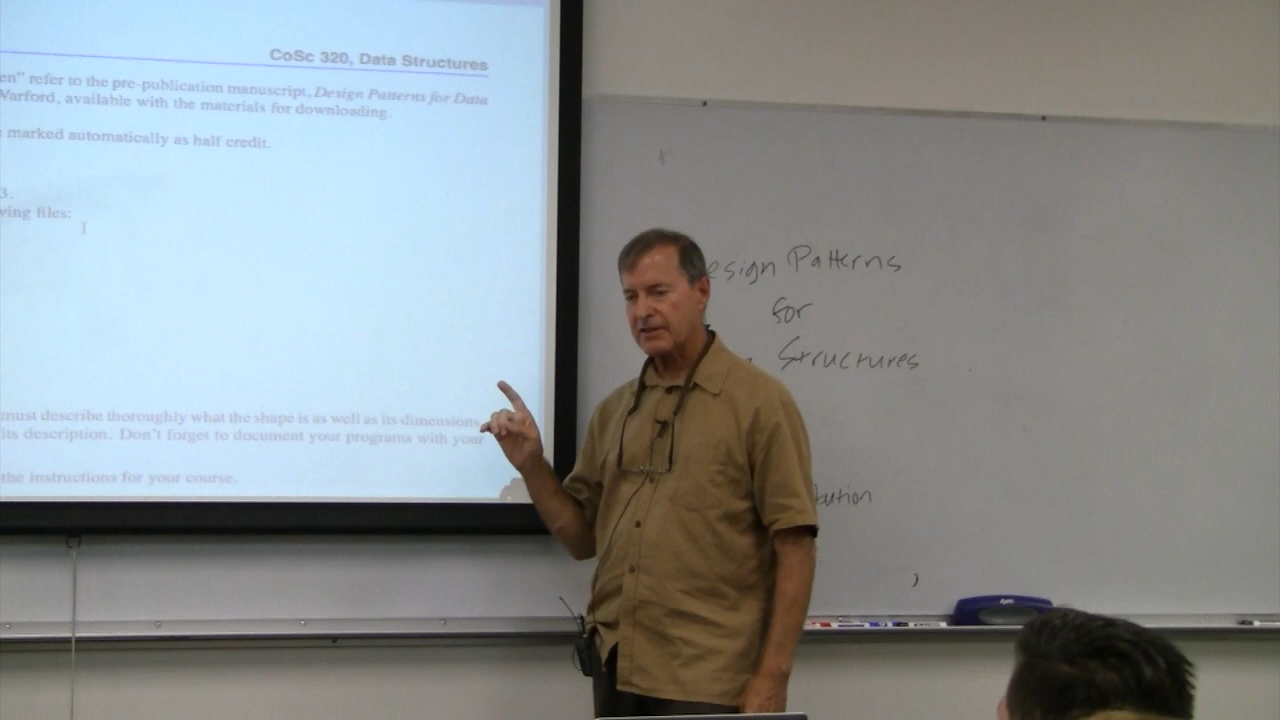 CoSc 320, Data Structures
en" refer to the pre-publication manuscript, Design Patterns for Data
Warford, available with the materials for downloading.
marked automatically as half credit.
3.
ving files:
must describe thoroughly what the shape is as well as its dimensions
its description. Don't forget to document your programs with your
the instructions for your course.
esign Patterns
for
Structures
bution